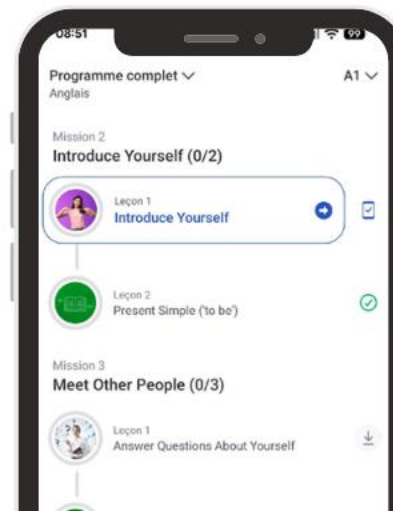 08:51
99
Programme complet
A1
Anglais
Mission 2
Introduce Yourself (0/2)
Leçon 1
Introduce Yourself
Leçon 2
Present Simple ('to be')
Mission 3
Meet Other People (0/3)
Leçon 1
Answer Questions About Yourself